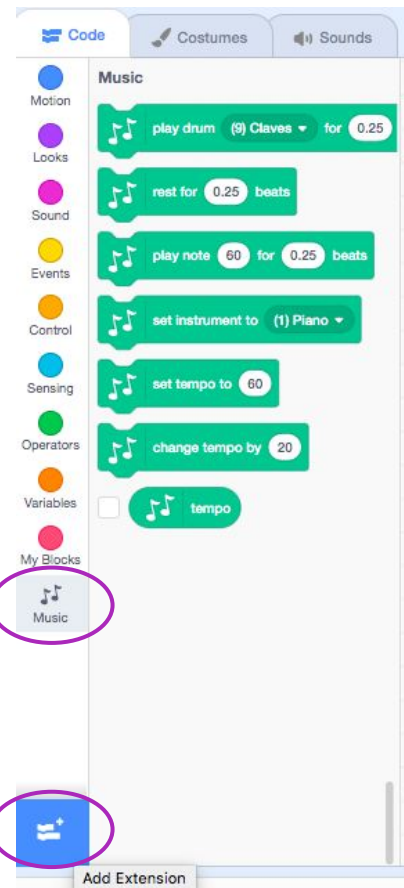 Code
Costumes
Sounds
Motion
Looks
Sound
Events
Control
Sensing
Operators
Variables
My Blocks
Music
Music
play drum (9) Claves for 0.25
rest for 0.25 beats
play note 60 for 0.25 beats
set instrument to (1) Piano
set tempo to 60
change tempo by 20
tempo
Add Extension